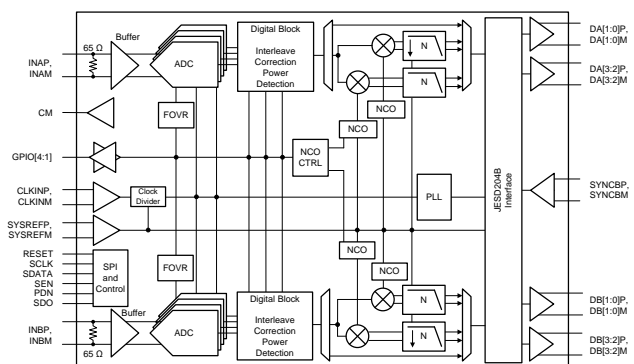 65 Ω
Buffer
INAP,
INAM
ADC
Digital Block
Interleave
Correction
Power
Detection
N
N
DA[1:0]P,
DA[1:0]M
DA[3:2]P,
DA[3:2]M
CM
FOVR
NCO
NCO
GPIO[4:1]
NCO
CTRL
CLKINP,
CLKINM
Clock
Divider
PLL
JESD204B
Interface
SYNCBP,
SYNCBM
SYSREFP,
SYSREFM
RESET
SCLK
SDATA
SEN
PDN
SDO
SPI
and
Control
FOVR
NCO
NCO
INBP,
INBM
65 Ω
Buffer
ADC
Digital Block
Interleave
Correction
Power
Detection
N
N
DB[1:0]P,
DB[1:0]M
DB[3:2]P,
DB[3:2]M